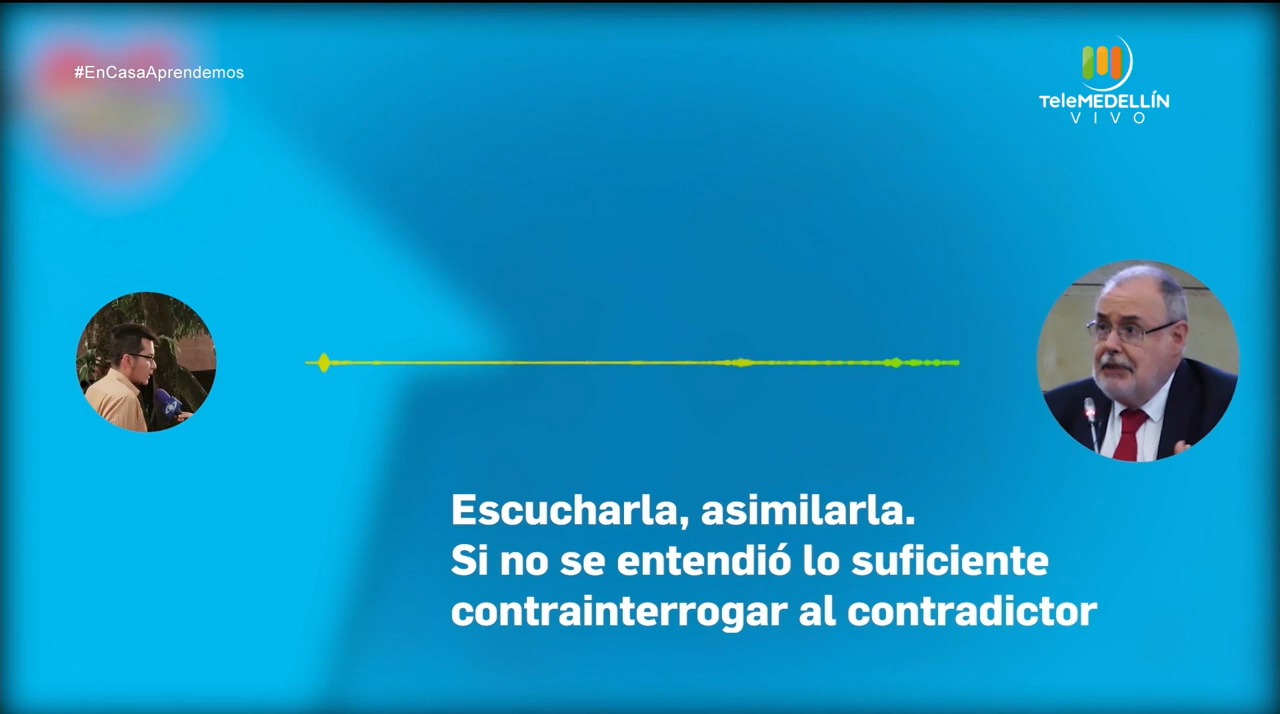 #EnCasaAprendemos
TeleMEDELLÍN
VIVO
Escucharla, asimilarla.
Si no se entendió lo suficiente
contrainterrogar al contradictor